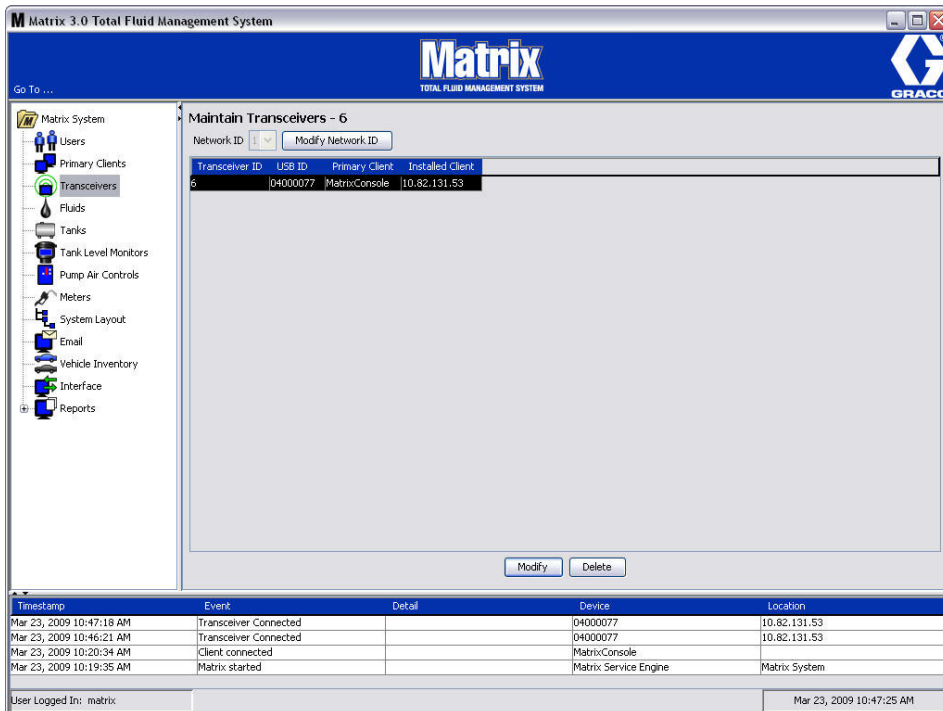 M Matrix 3.0 Total Fluid Management System
Matrix
TOTAL FLUID MANAGEMENT SYSTEM
G
GRACO
Go To ...
Matrix System
Users
Primary Clients
Transceivers
Fluids
Tanks
Tank Level Monitors
Pump Air Controls
Meters
System Layout
Email
Vehicle Inventory
Interface
Reports
Maintain Transceivers - 6
Network ID 1 Modify Network ID
Transceiver ID USB ID Primary Client Installed Client
6 04000077 MatrixConsole 10.82.131.53
Modify Delete
Timestamp Event Detail Device Location
Mar 23, 2009 10:47:18 AM Transceiver Connected 04000077 10.82.131.53
Mar 23, 2009 10:46:21 AM Transceiver Connected 04000077 10.82.131.53
Mar 23, 2009 10:20:34 AM Client connected MatrixConsole
Mar 23, 2009 10:19:35 AM Matrix started Matrix Service Engine Matrix System
User Logged In: matrix Mar 23, 2009 10:47:25 AM